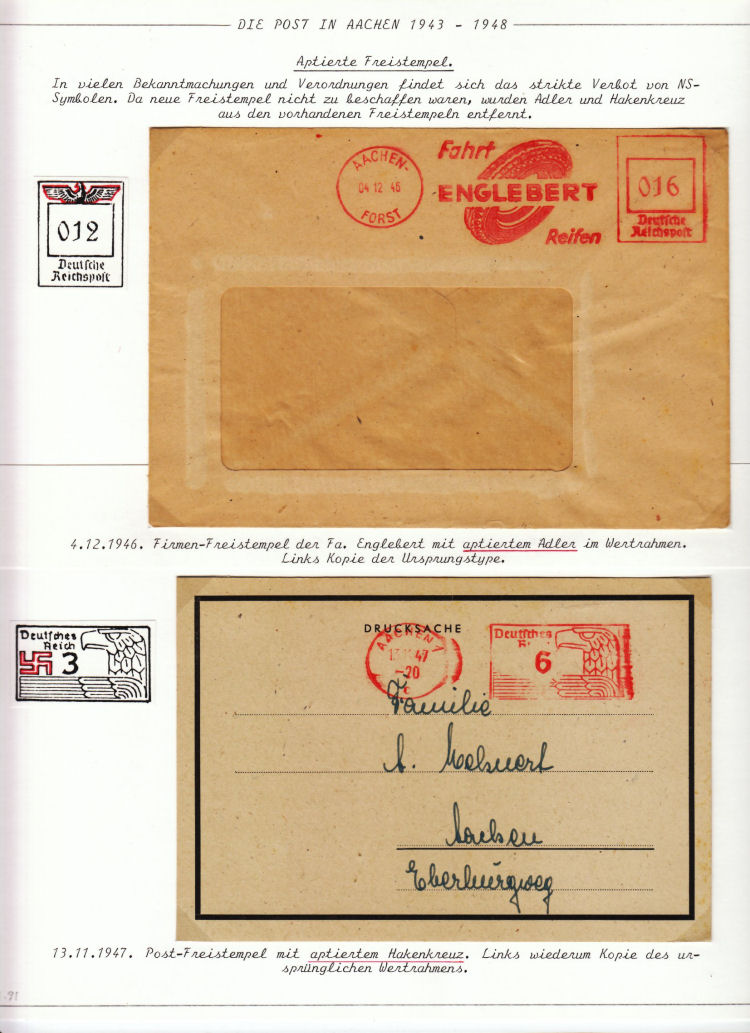 DIE POST IN AACHEN 1943 - 1948
Aptierte Freistempel.
In vielen Bekanntmachungen und Verordnungen findet sich das strikte Verbot von NS-
Symbolen. Da neue Freistempel nicht zu beschaffen waren, wurden Adler und Hakenkreuz
aus den vorhandenen Freistempeln entfernt.
012
Deutsche
Reichspost
AACHEN-
04 12 46
FORST
Fahrt
ENGLEBERT
Reifen
016
Deutsche
Reichspost
4.12.1946. Firmen-Freistempel der Fa. Englebert mit aptiertem Adler im Wertrahmen.
Links Kopie der Ursprungstype.
Deutsches
Reich
3
DRUCKSACHE
AACHEN 1
47
-20
c
Deutsches
6
Familie
A.
Aachen
Eberburgweg
13.11.1947. Post-Freistempel mit aptiertem Hakenkreuz. Links wiederum Kopie des ur-
sprünglichen Wertrahmens.